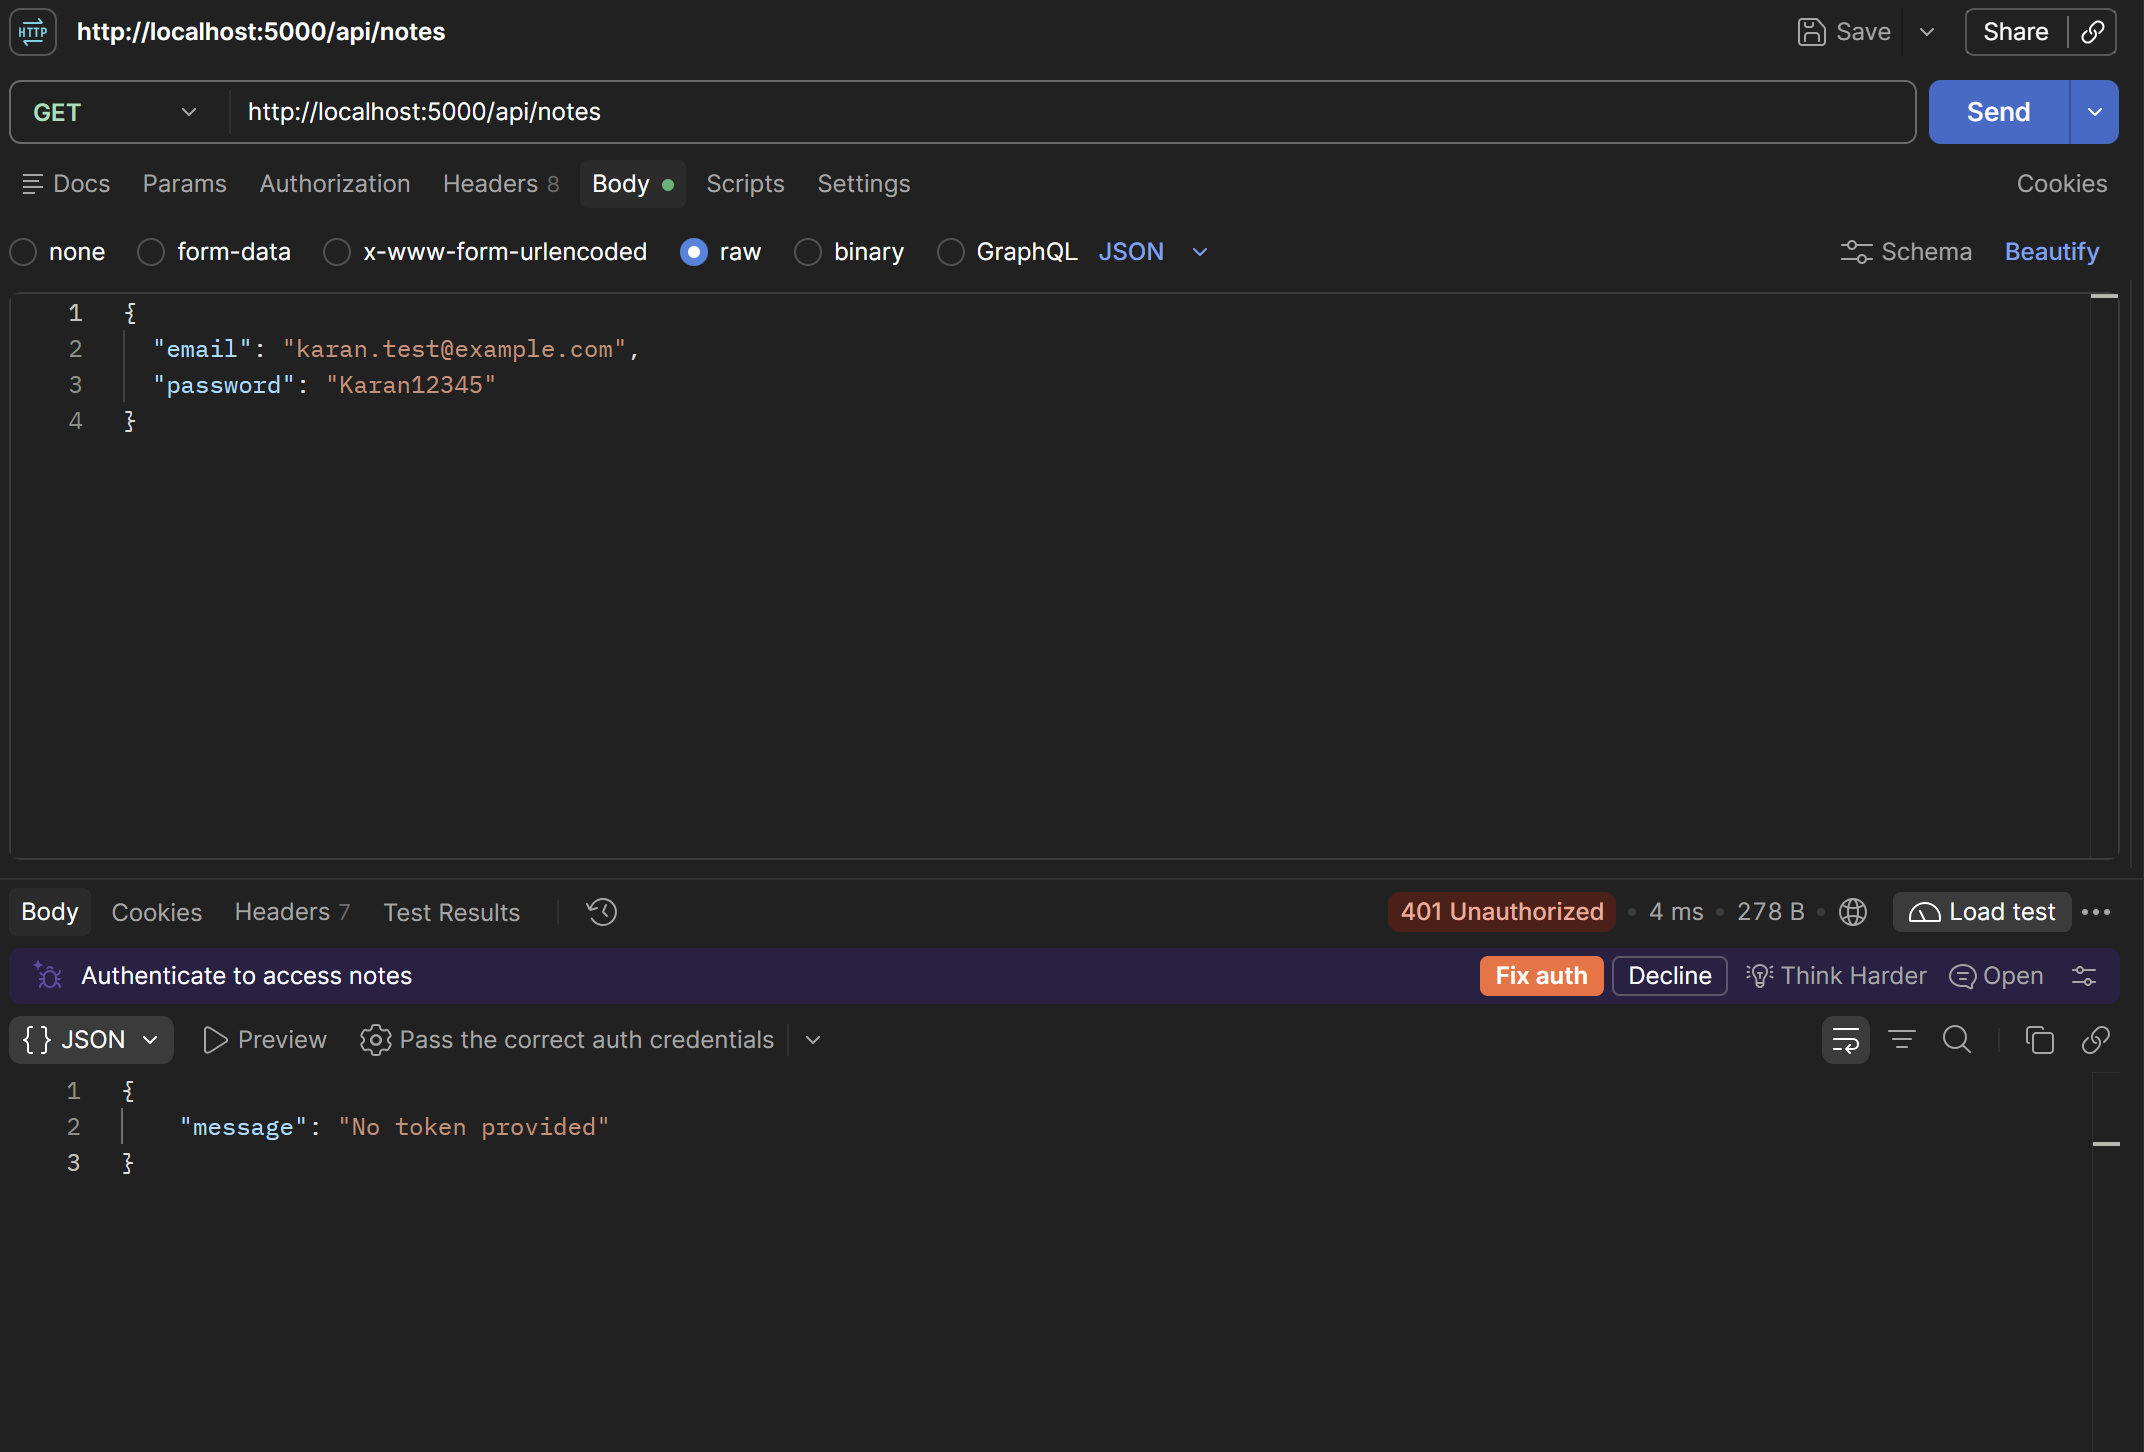 HTTP http://localhost:5000/api/notes Save Share
GET http://localhost:5000/api/notes Send
Docs Params Authorization Headers 8 Body Scripts Settings Cookies
none form-data x-www-form-urlencoded raw binary GraphQL JSON Schema Beautify
1 {
2 "email": "karan.test@example.com",
3 "password": "Karan12345"
4 }
Body Cookies Headers 7 Test Results 401 Unauthorized • 4 ms • 278 B • Load test
Authenticate to access notes Fix auth Decline Think Harder Open
{} JSON Preview Pass the correct auth credentials
1 {
2 "message": "No token provided"
3 }